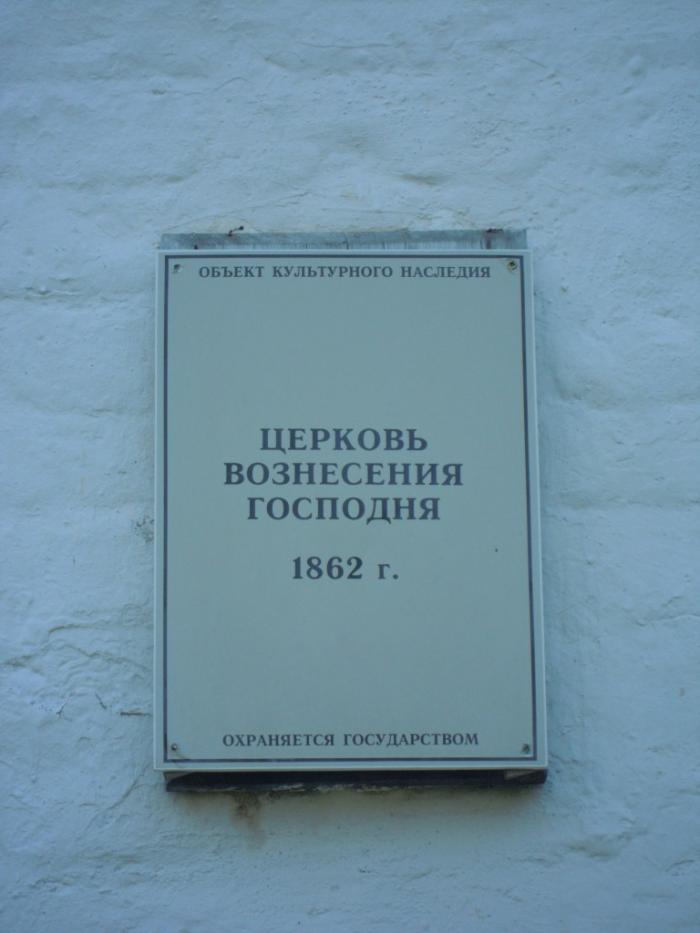 ОБЪЕКТ КУЛЬТУРНОГО НАСЛЕДИЯ
ЦЕРКОВЬ
ВОЗНЕСЕНИЯ
ГОСПОДНЯ
1862 г.
ОХРАНЯЕТСЯ ГОСУДАРСТВОМ